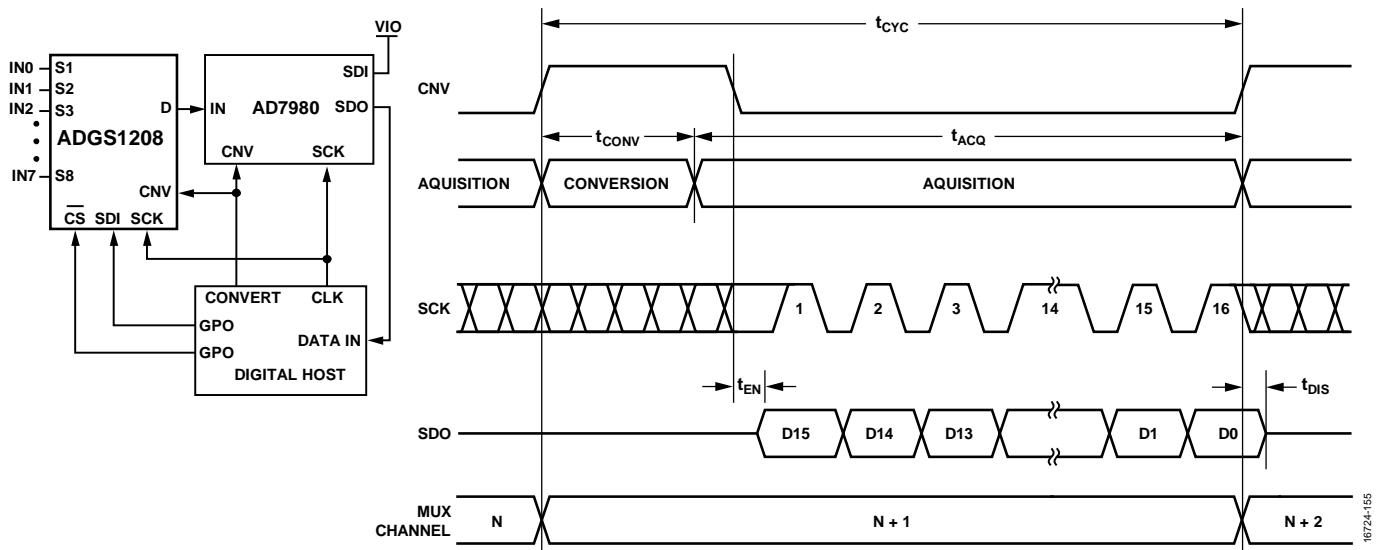 VIO
IN0 S1
IN1 S2
IN2 S3
IN7 S8
ADGS1208
D
CNV
CS SDI SCK
SDI
IN AD7980 SDO
CNV SCK
CONVERT CLK
GPO
GPO
DATA IN
DIGITAL HOST
tCYC
CNV
tCONV tACQ
AQUISITION CONVERSION AQUISITION
SCK 1 2 3 14 15 16
tEN tDIS
SDO D15 D14 D13 D1 D0
MUX
CHANNEL
N N + 1 N + 2
16724-155